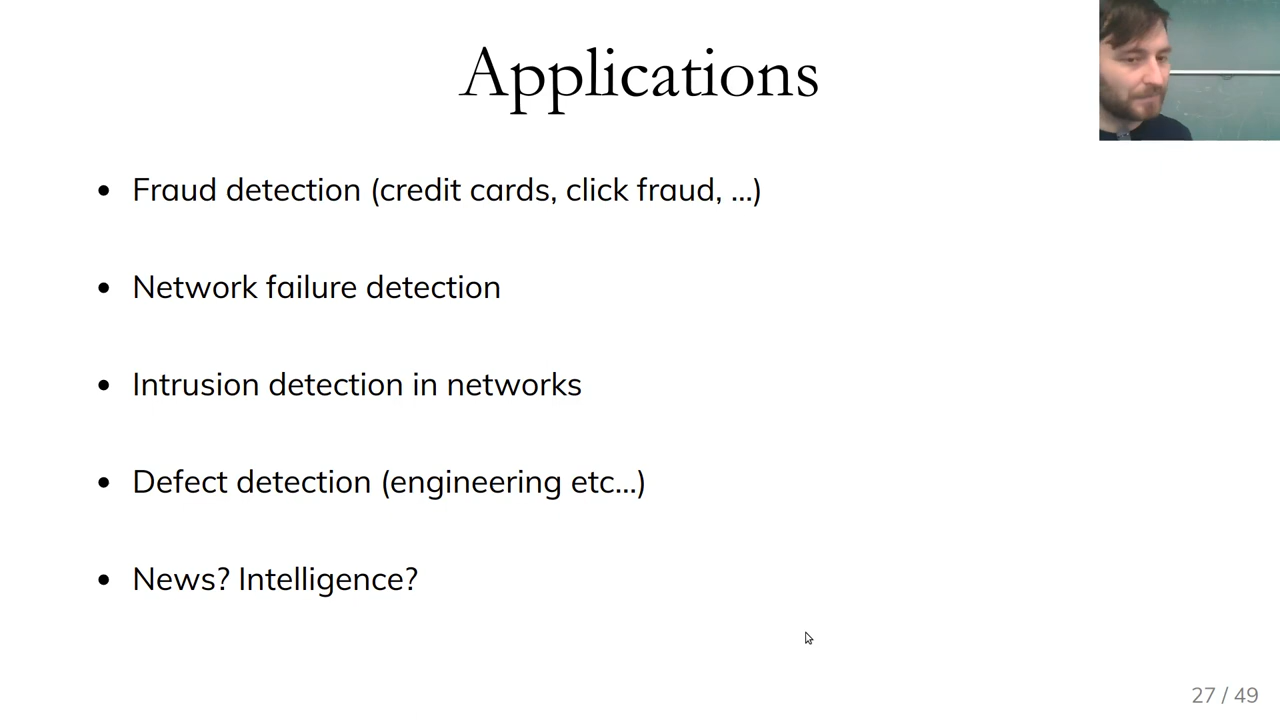 Applications
• Fraud detection (credit cards, click fraud, ...)
• Network failure detection
• Intrusion detection in networks
• Defect detection (engineering etc...)
• News? Intelligence?
27 / 49